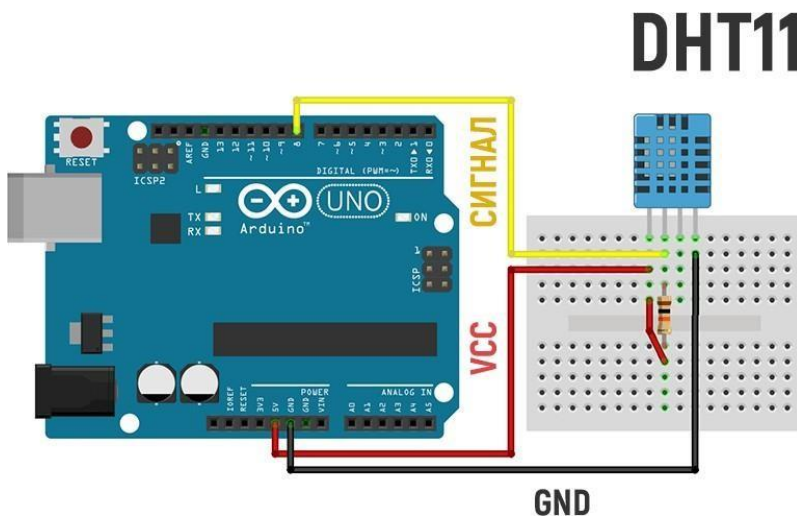 DHT11
RESET
ICSP2
AREF
GND
13
12
~11
~10
~9
8
7
~6
~5
4
~3
2
TXD ▶ 1
RXD ◀ 0
DIGITAL (PWM=~)
L
TX
RX
UNO
Arduino™
ON
ICSP
1
СИГНАЛ
VCC
POWER
ANALOG IN
IOREF
RESET
3V3
5V
GND
GND
VIN
A0
A1
A2
A3
A4
A5
GND